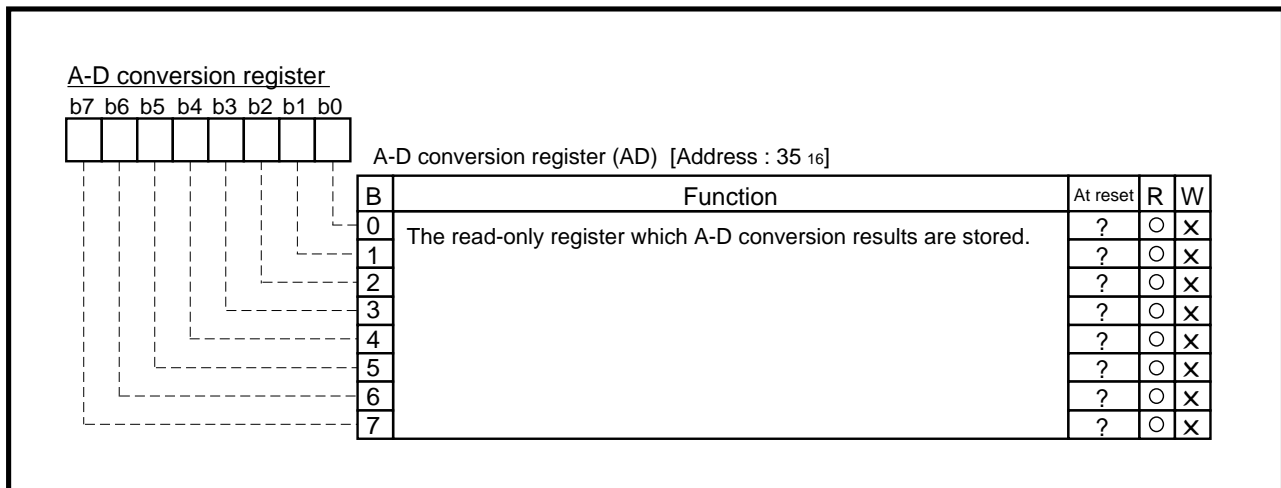 A-D conversion register
b7 b6 b5 b4 b3 b2 b1 b0
A-D conversion register (AD) [Address : 35 16]
B Function At reset R W
0 The read-only register which A-D conversion results are stored. ? O X
1 ? O X
2 ? O X
3 ? O X
4 ? O X
5 ? O X
6 ? O X
7 ? O X